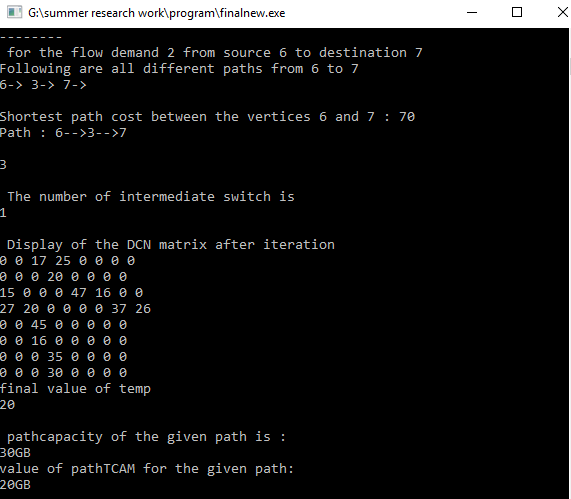 G:\summer research work\program\finalnew.exe
--------
for the flow demand 2 from source 6 to destination 7
Following are all different paths from 6 to 7
6-> 3-> 7->
Shortest path cost between the vertices 6 and 7 : 70
Path : 6-->3-->7
3
The number of intermediate switch is
1
Display of the DCN matrix after iteration
0 0 17 25 0 0 0 0
0 0 0 20 0 0 0 0
15 0 0 0 47 16 0 0
27 20 0 0 0 0 37 26
0 0 45 0 0 0 0 0
0 0 16 0 0 0 0 0
0 0 0 35 0 0 0 0
0 0 0 30 0 0 0 0
final value of temp
20
pathcapacity of the given path is :
30GB
value of pathTCAM for the given path:
20GB